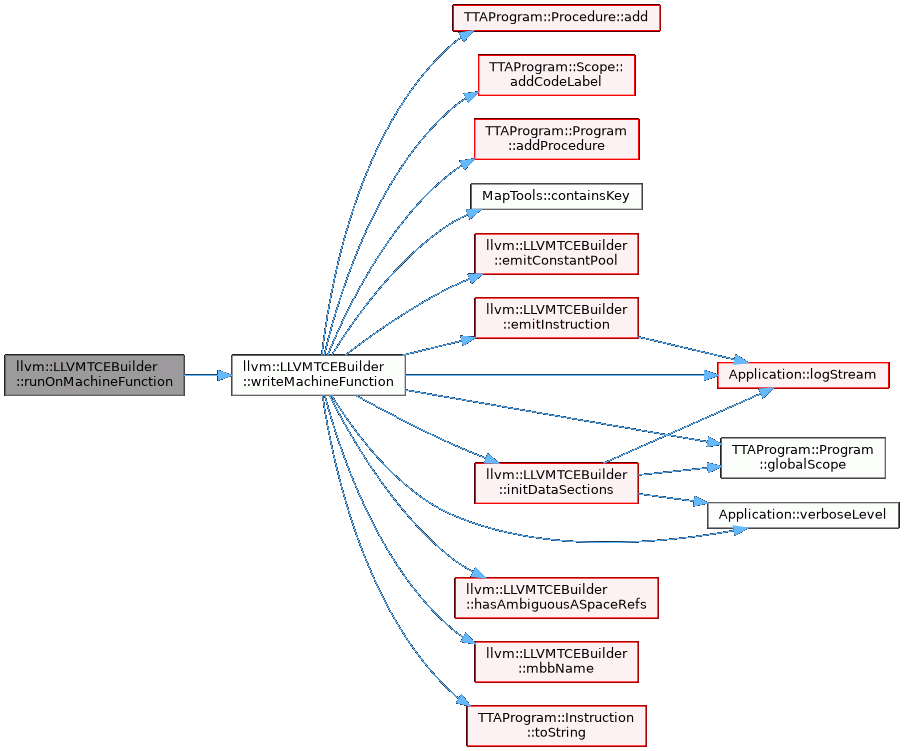 llvm::LLVMTCEBuilder
::runOnMachineFunction
llvm::LLVMTCEBuilder
::writeMachineFunction
TTAProgram::Procedure::add
TTAProgram::Scope::
addCodeLabel
TTAProgram::Program
::addProcedure
MapTools::containsKey
llvm::LLVMTCEBuilder
::emitConstantPool
llvm::LLVMTCEBuilder
::emitInstruction
llvm::LLVMTCEBuilder
::initDataSections
llvm::LLVMTCEBuilder
::hasAmbiguousASpaceRefs
llvm::LLVMTCEBuilder
::mbbName
TTAProgram::Instruction
::toString
Application::logStream
TTAProgram::Program
::globalScope
Application::verboseLevel